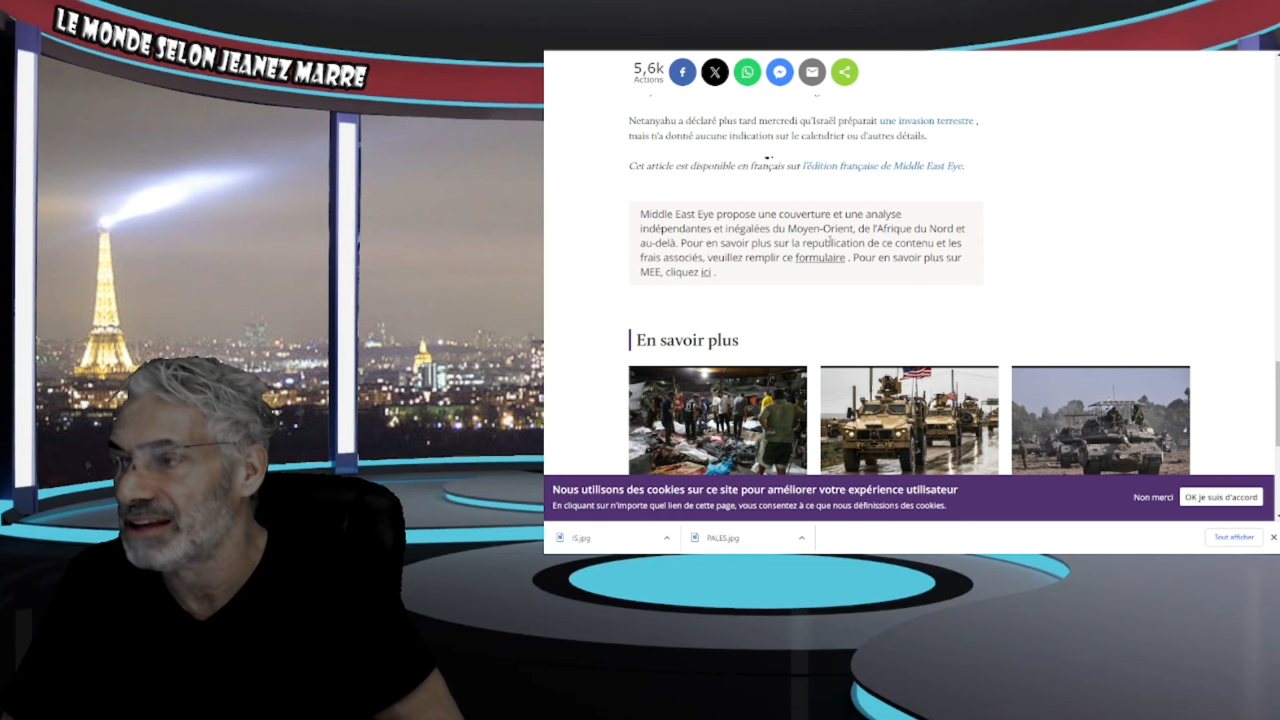 LE MONDE SELON JEANEZ MARRE
5,6k
Actions
Netanyahu a déclaré plus tard mercredi qu'Israël préparait une invasion terrestre ,
mais n'a donné aucune indication sur le calendrier ou d'autres détails.
Cet article est disponible en français sur l'édition française de Middle East Eye.
Middle East Eye propose une couverture et une analyse
indépendantes et inégalées du Moyen-Orient, de l'Afrique du Nord et
au-delà. Pour en savoir plus sur la republication de ce contenu et les
frais associés, veuillez remplir ce formulaire . Pour en savoir plus sur
MEE, cliquez ici .
En savoir plus
Nous utilisons des cookies sur ce site pour améliorer votre expérience utilisateur
En cliquant sur n'importe quel lien de cette page, vous consentez à ce que nous définissions des cookies.
Non merci
OK je suis d'accord
IS.jpg
PALES.jpg
Tout afficher